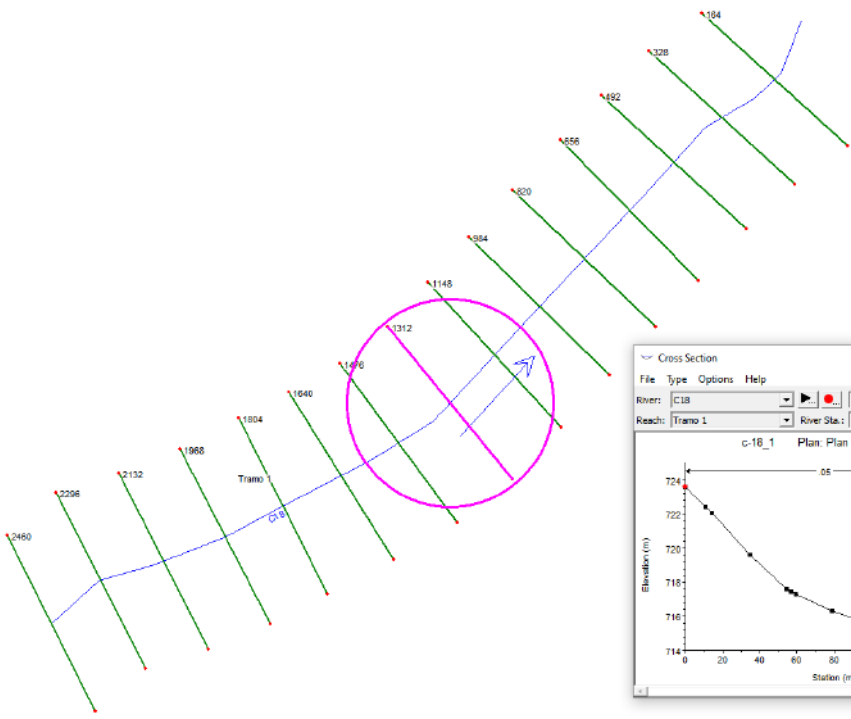 164
328
492
656
820
984
1148
1312
1476
1640
1804
1968
2132
2296
2460
Tramo 1
C18
Cross Section
File Type Options Help
River: C18
Reach: Tramo 1 River Sta.:
c-18_1 Plan: Plan
.05
724
722
720
718
716
714
Elevation (m)
0 20 40 60 80
Station (m